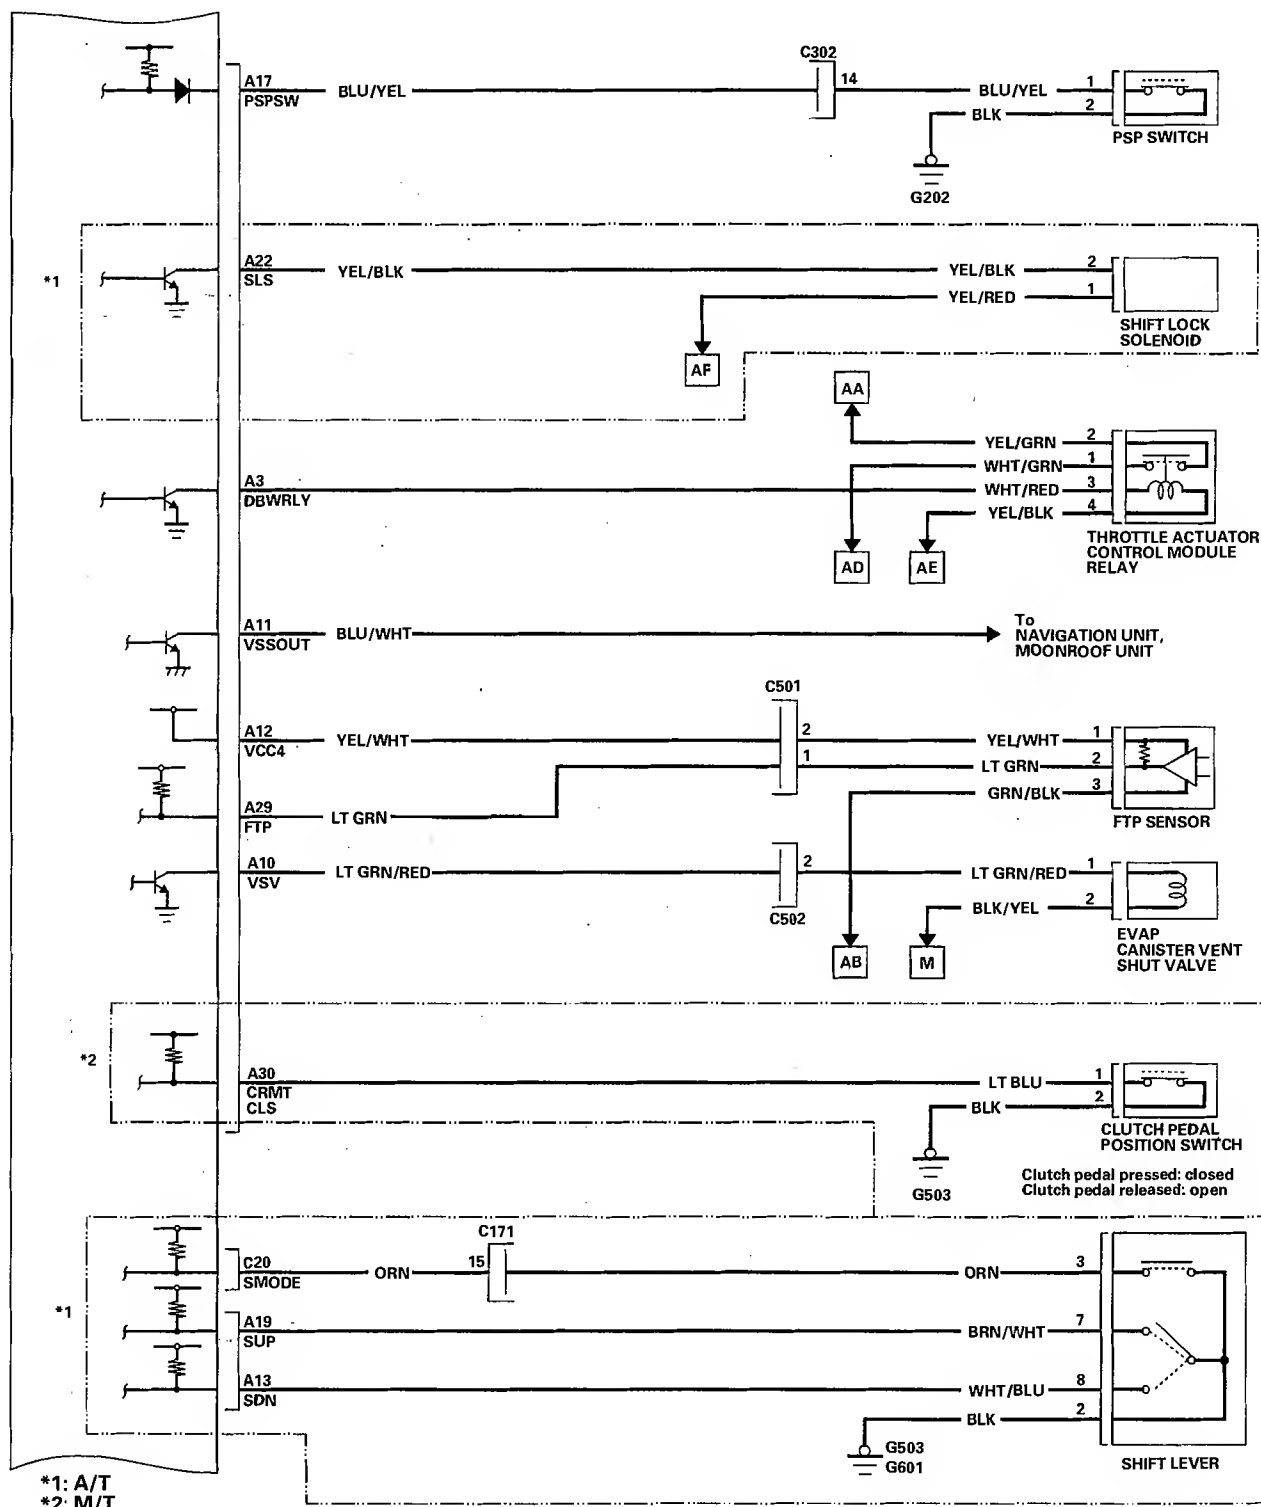 C302
A17 BLU/YEL 14 BLU/YEL 1
PSPSW
2
BLK
PSP SWITCH
G202
*1
A22 YEL/BLK YEL/BLK 2
SLS
YEL/RED 1
SHIFT LOCK
SOLENOID
AF
AA
YEL/GRN 2
WHT/GRN 1
A3 WHT/RED 3
DBWRLY
YEL/BLK 4
THROTTLE ACTUATOR
CONTROL MODULE
RELAY
AD AE
A11 BLU/WHT
VSSOUT
To
NAVIGATION UNIT,
MOONROOF UNIT
C501
A12 YEL/WHT 2 YEL/WHT 1
VCC4
1 LT GRN 2
GRN/BLK 3
A29 LT GRN
FTP
FTP SENSOR
A10 LT GRN/RED 2 LT GRN/RED 1
VSV
BLK/YEL 2
C502
EVAP
CANISTER VENT
SHUT VALVE
AB M
*2
A30 LT BLU 1
CRMT
CLS
BLK 2
CLUTCH PEDAL
POSITION SWITCH
G503
Clutch pedal pressed: closed
Clutch pedal released: open
C171
C20 ORN 15 ORN 3
SMODE
*1
A19 BRN/WHT 7
SUP
A13 WHT/BLU 8
SDN
BLK 2
G503
G601
SHIFT LEVER
*1: A/T
*2: M/T